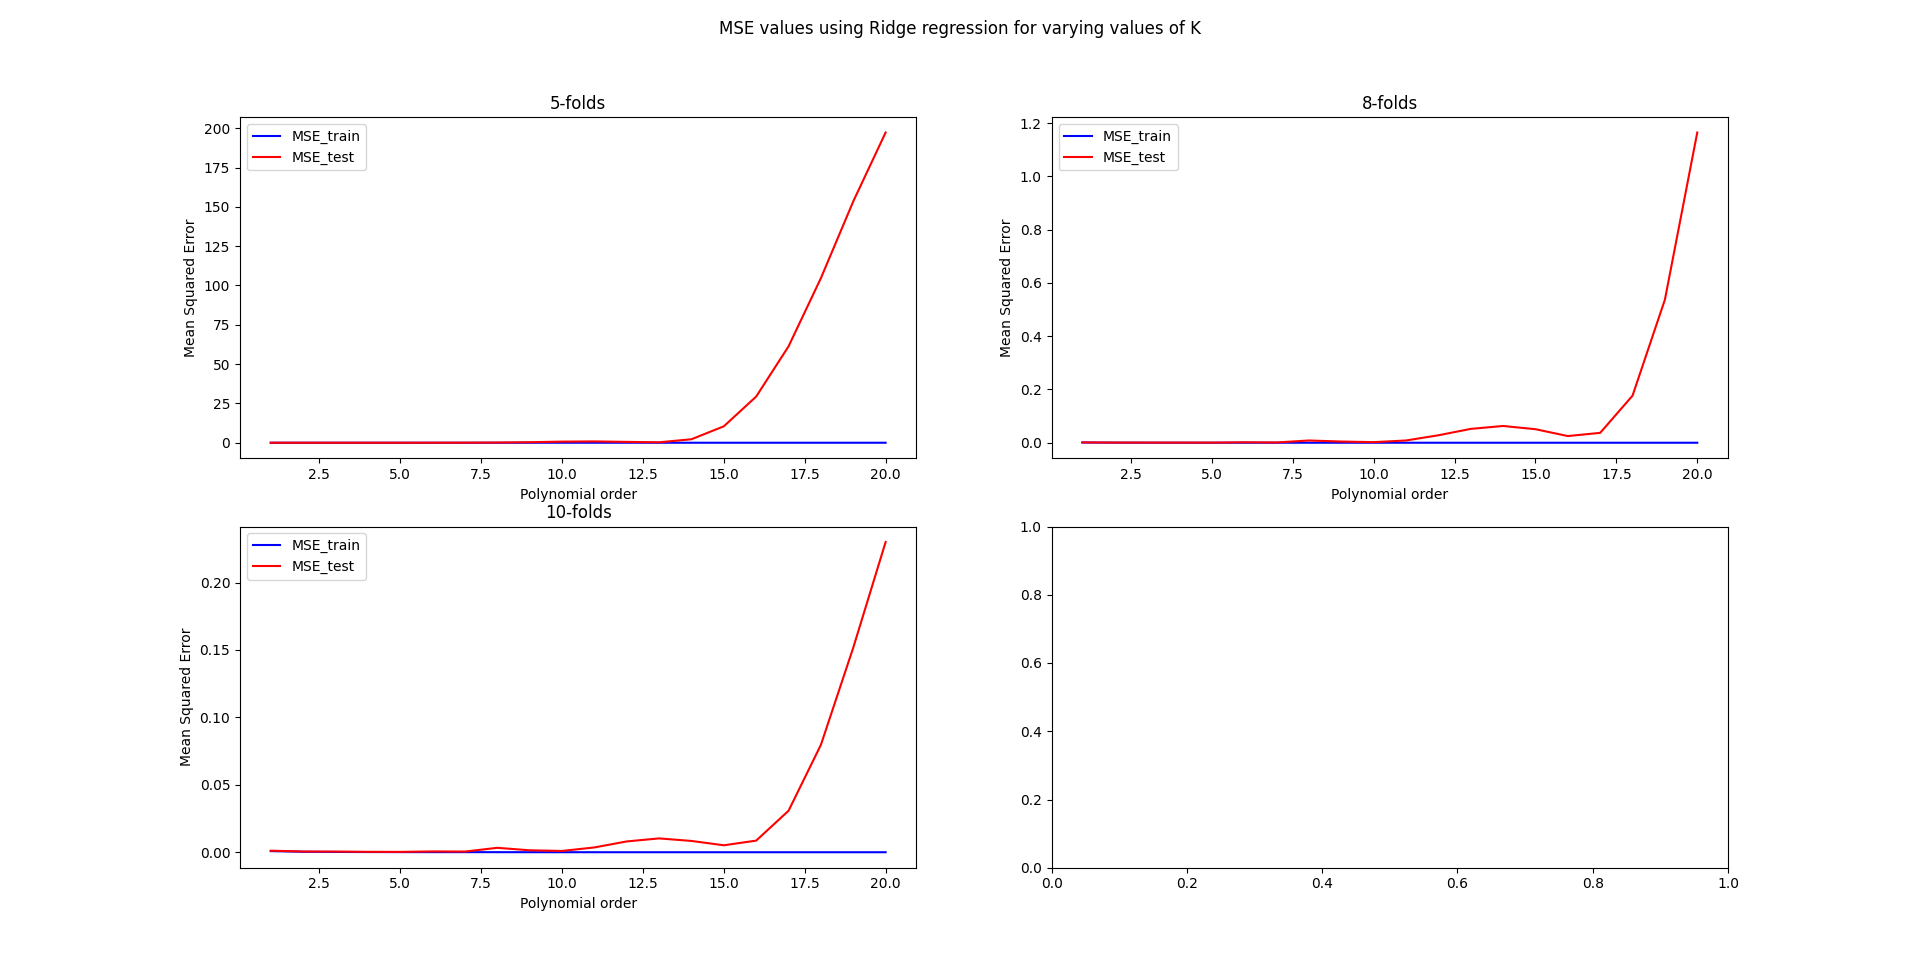 MSE values using Ridge regression for varying values of K
5-folds
MSE_train
MSE_test
200
175
150
125
100
75
50
25
0
Mean Squared Error
2.5 5.0 7.5 10.0 12.5 15.0 17.5 20.0
Polynomial order
8-folds
MSE_train
MSE_test
1.2
1.0
0.8
0.6
0.4
0.2
0.0
Mean Squared Error
2.5 5.0 7.5 10.0 12.5 15.0 17.5 20.0
Polynomial order
10-folds
MSE_train
MSE_test
0.20
0.15
0.10
0.05
0.00
Mean Squared Error
2.5 5.0 7.5 10.0 12.5 15.0 17.5 20.0
Polynomial order
1.0
0.8
0.6
0.4
0.2
0.0
0.0 0.2 0.4 0.6 0.8 1.0